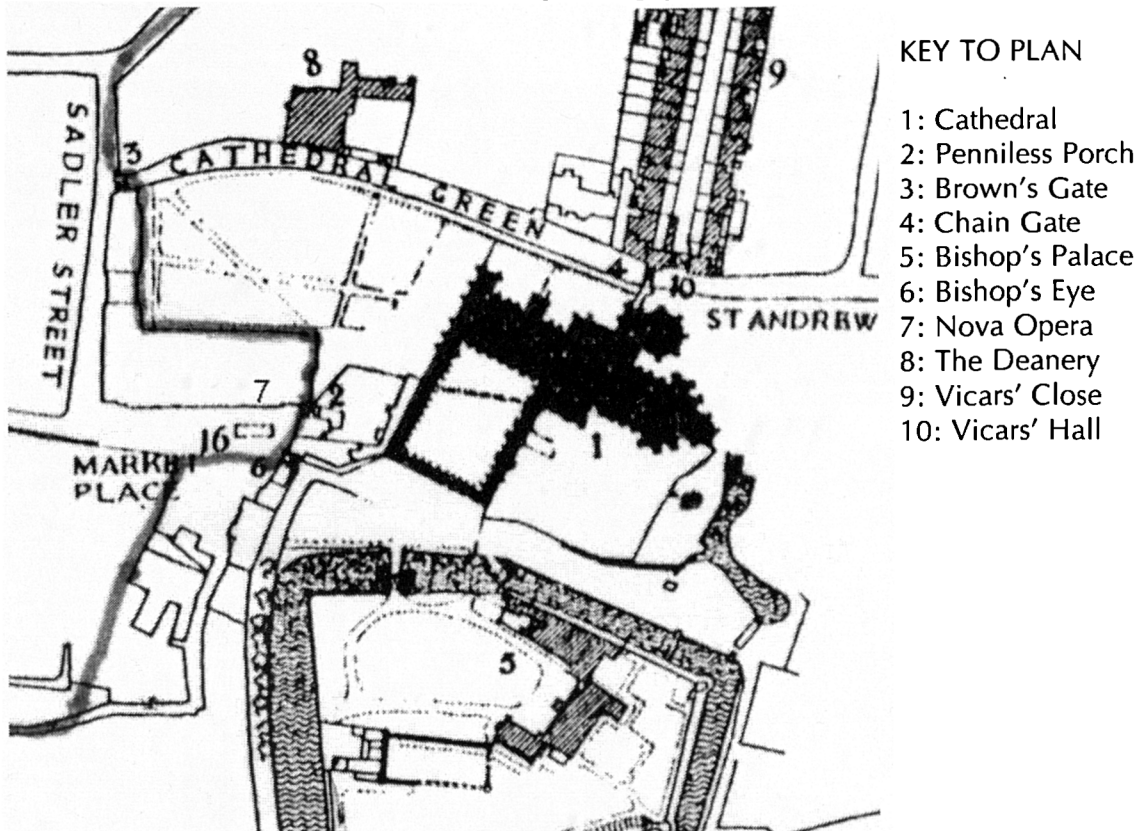 8
9
3
SADLER STREET
CATHEDRAL GREEN
4
10
ST ANDREW
7
2
16
MARKET
PLACE
6
1
5
KEY TO PLAN
1: Cathedral
2: Penniless Porch
3: Brown's Gate
4: Chain Gate
5: Bishop's Palace
6: Bishop's Eye
7: Nova Opera
8: The Deanery
9: Vicars' Close
10: Vicars' Hall